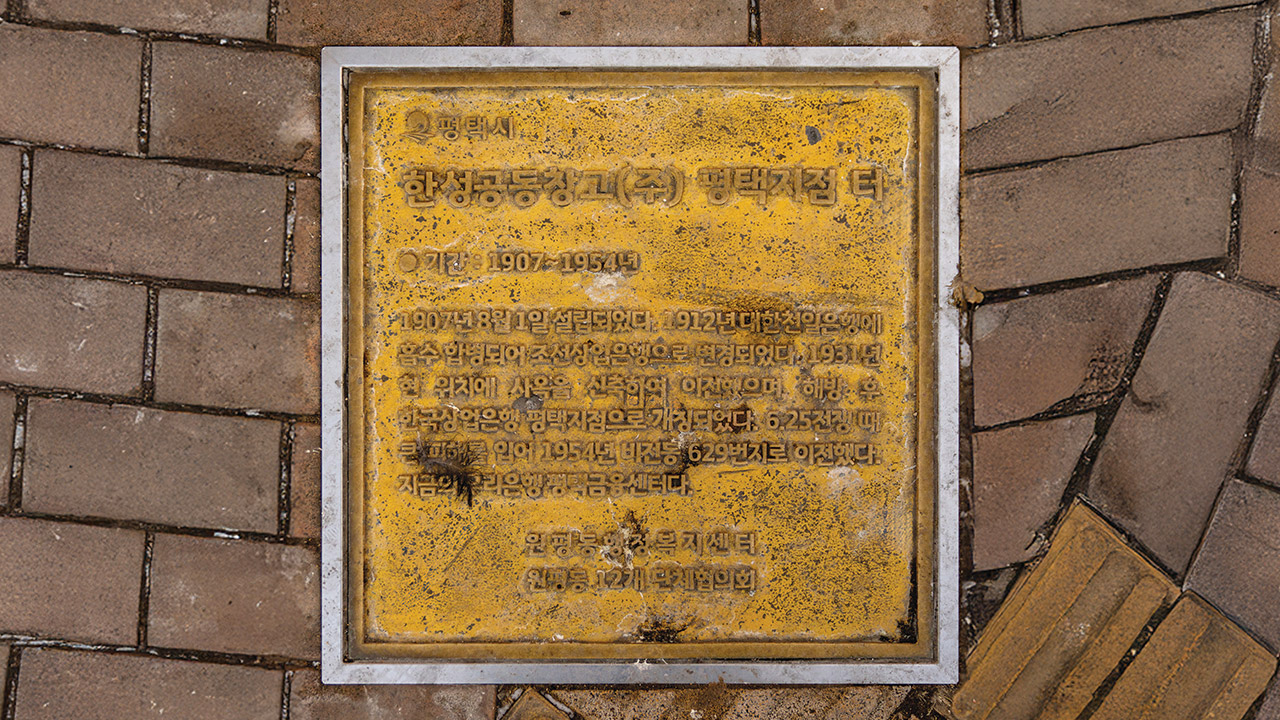 평택시
한성공동창고(주) 평택지점 터
기간 : 1907~1954년
1907년 8월 1일 설립되었다. 1912년 대한천일은행에
흡수 합병되어 조선상업은행으로 변경되었다. 1931년
현 위치에 사옥을 신축하여 이전했으며, 해방 후
한국상업은행 평택지점으로 개칭되었다. 6.25전쟁 때
큰 피해를 입어 1954년 비전동 629번지로 이전했다.
지금의 우리은행 평택금융센터다.
원평동행정복지센터
원평동 12개 단체협의회